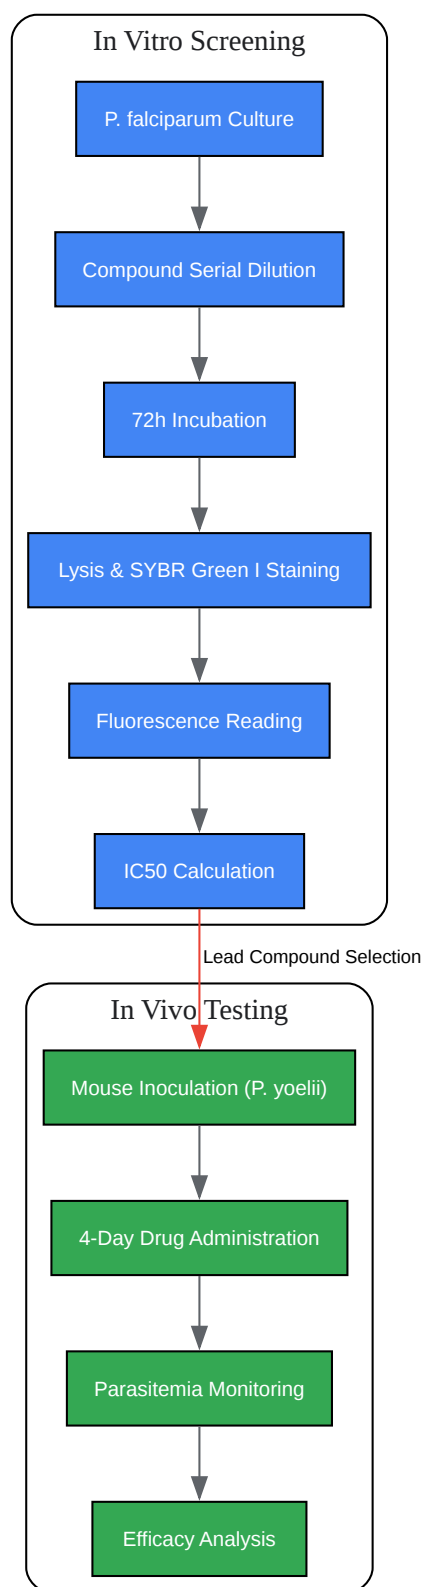 In Vitro Screening
P. falciparum Culture
Compound Serial Dilution
72h Incubation
Lysis & SYBR Green I Staining
Fluorescence Reading
IC50 Calculation
Lead Compound Selection
In Vivo Testing
Mouse Inoculation (P. yoelii)
4-Day Drug Administration
Parasitemia Monitoring
Efficacy Analysis